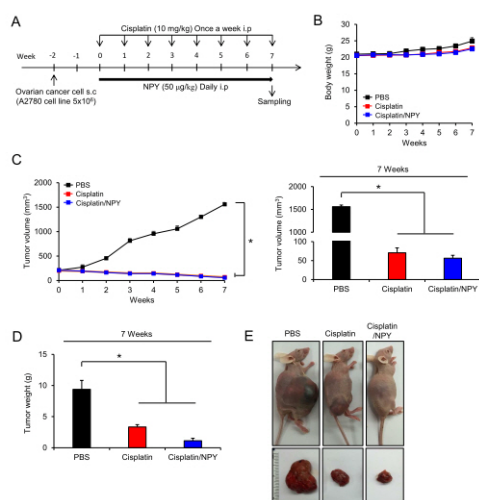 A
Cisplatin (10 mg/kg) Once a week i.p
Week -2 -1 0 1 2 3 4 5 6 7
Ovarian cancer cell s.c
(A2780 cell line 5x10⁶)
NPY (50 μg/kg) Daily i.p
Sampling
B
Body weight (g)
30
25
20
15
10
5
0
PBS
Cisplatin
Cisplatin/NPY
0 1 2 3 4 5 6 7
Weeks
C
Tumor volume (mm³)
2000
1500
1000
500
0
PBS
Cisplatin
Cisplatin/NPY
*
0 1 2 3 4 5 6 7
Weeks
7 Weeks
*
Tumor volume (mm³)
2000
1500
1000
100
50
0
PBS Cisplatin Cisplatin/NPY
D
7 Weeks
*
Tumor weight (g)
15
10
5
0
PBS Cisplatin Cisplatin/NPY
E
PBS Cisplatin Cisplatin
/NPY